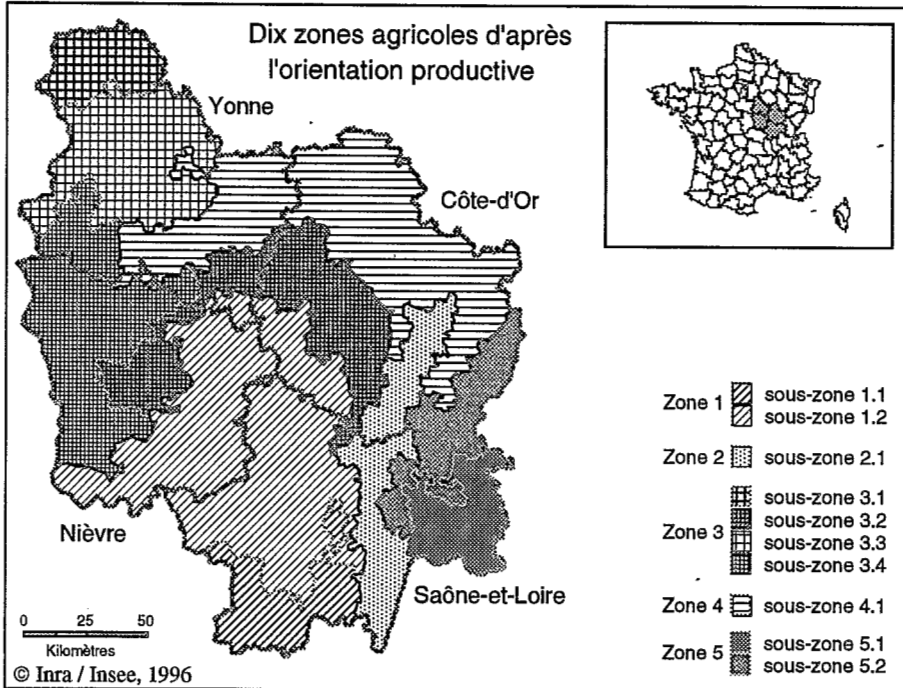 Dix zones agricoles d'après
l'orientation productive
Yonne
Côte-d'Or
Nièvre
Saône-et-Loire
Zone 1
sous-zone 1.1
sous-zone 1.2
Zone 2
sous-zone 2.1
Zone 3
sous-zone 3.1
sous-zone 3.2
sous-zone 3.3
sous-zone 3.4
Zone 4
sous-zone 4.1
Zone 5
sous-zone 5.1
sous-zone 5.2
0 25 50
Kilomètres
© Inra / Insee, 1996